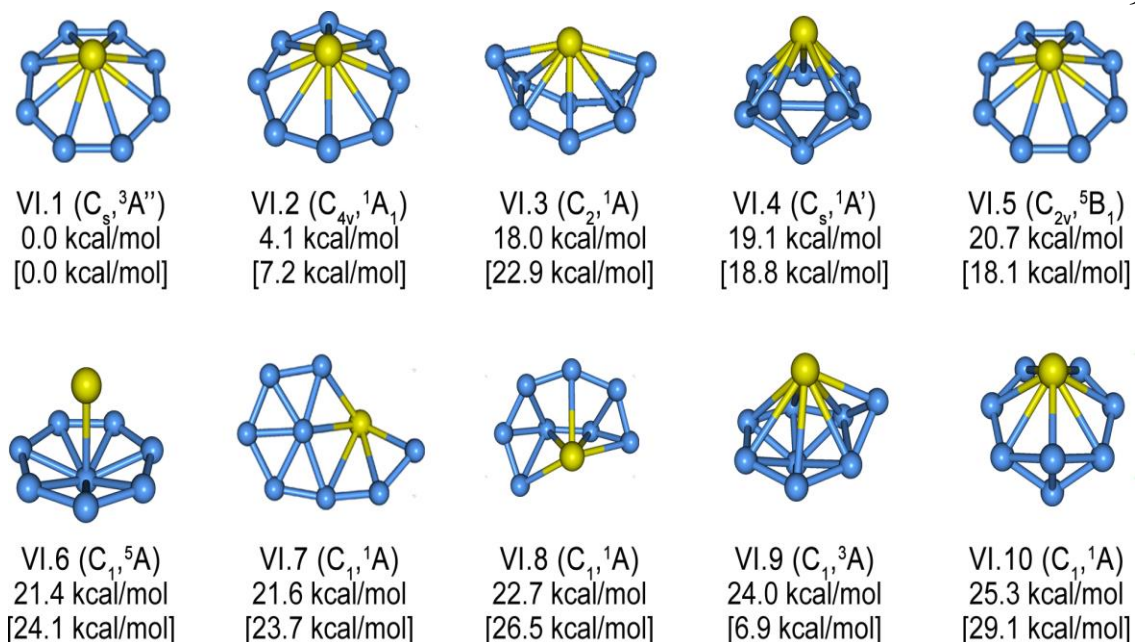 VI.1 (Cₛ,³A’’)
0.0 kcal/mol
[0.0 kcal/mol]
VI.2 (C₄ᵥ,¹A₁)
4.1 kcal/mol
[7.2 kcal/mol]
VI.3 (C₂,¹A)
18.0 kcal/mol
[22.9 kcal/mol]
VI.4 (Cₛ,¹A’)
19.1 kcal/mol
[18.8 kcal/mol]
VI.5 (C₂ᵥ,⁵B₁)
20.7 kcal/mol
[18.1 kcal/mol]
VI.6 (C₁,⁵A)
21.4 kcal/mol
[24.1 kcal/mol]
VI.7 (C₁,¹A)
21.6 kcal/mol
[23.7 kcal/mol]
VI.8 (C₁,¹A)
22.7 kcal/mol
[26.5 kcal/mol]
VI.9 (C₁,³A)
24.0 kcal/mol
[6.9 kcal/mol]
VI.10 (C₁,¹A)
25.3 kcal/mol
[29.1 kcal/mol]